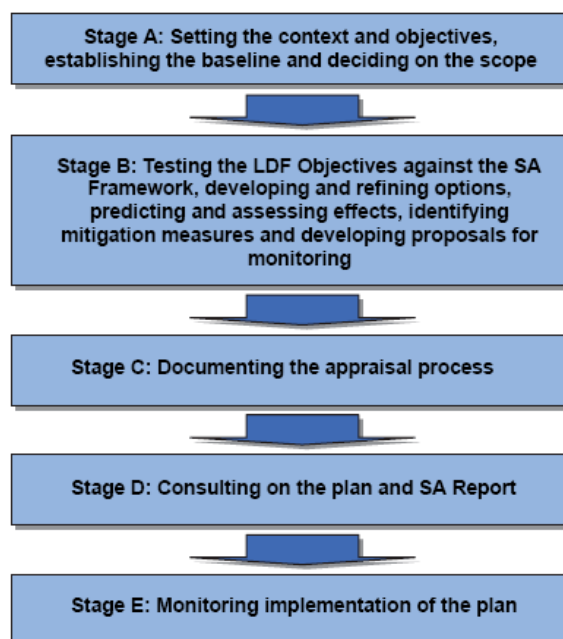 Stage A: Setting the context and objectives,
establishing the baseline and deciding on the scope
Stage B: Testing the LDF Objectives against the SA
Framework, developing and refining options,
predicting and assessing effects, identifying
mitigation measures and developing proposals for
monitoring
Stage C: Documenting the appraisal process
Stage D: Consulting on the plan and SA Report
Stage E: Monitoring implementation of the plan